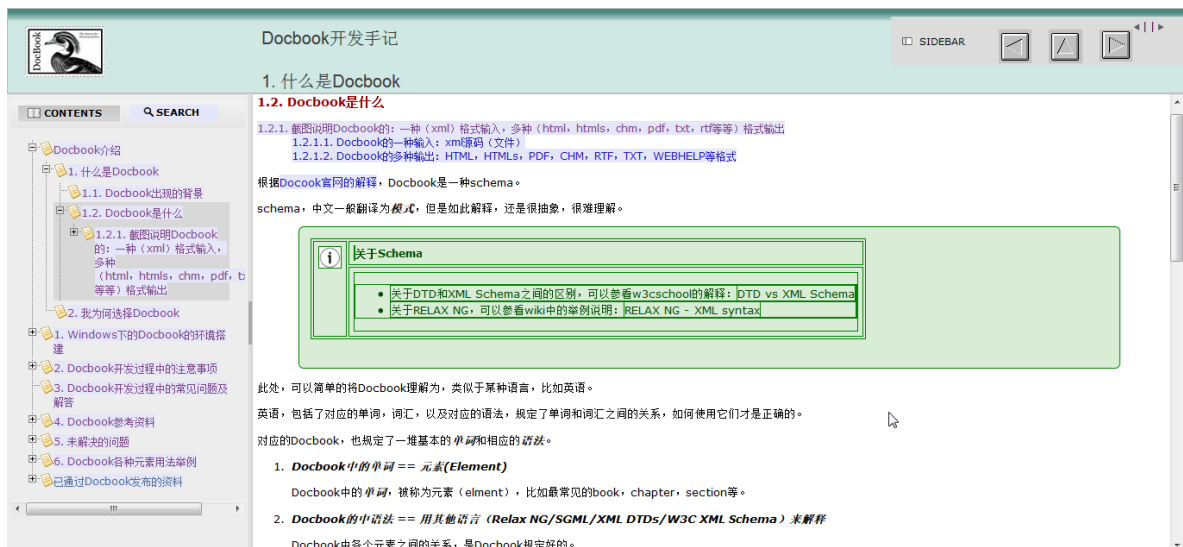 DocBook
Docbook开发手记
1. 什么是Docbook
SIDEBAR
CONTENTS
SEARCH
Docbook介绍
1. 什么是Docbook
1.1. Docbook出现的背景
1.2. Docbook是什么
1.2.1. 截图说明Docbook
的：一种（xml）格式输入，
多种
（html，htmls，chm，pdf，t
等等）格式输出
2. 我为何选择Docbook
1. Windows下的Docbook的环境搭
建
2. Docbook开发过程中的注意事项
3. Docbook开发过程中的常见问题及
解答
4. Docbook参考资料
5. 未解决的问题
6. Docbook各种元素用法举例
已通过Docbook发布的资料
1.2. Docbook是什么
1.2.1. 截图说明Docbook的：一种（xml）格式输入，多种（html，htmls，chm，pdf，txt，rtf等等）格式输出
1.2.1.1. Docbook的一种输入：xml源码（文件）
1.2.1.2. Docbook的多种输出：HTML，HTMLs，PDF，CHM，RTF，TXT，WEBHELP等格式
根据Docook官网的解释，Docbook是一种schema。
schema，中文一般翻译为模式，但是如此解释，还是很抽象，很难理解。
关于Schema
关于DTD和XML Schema之间的区别，可以参看w3cschool的解释：DTD vs XML Schema
关于RELAX NG，可以参看wiki中的举例说明：RELAX NG - XML syntax
此处，可以简单的将Docbook理解为，类似于某种语言，比如英语。
英语，包括了对应的单词，词汇，以及对应的语法，规定了单词和词汇之间的关系，如何使用它们才是正确的。
对应的Docbook，也规定了一堆基本的单词和相应的语法。
1. Docbook中的单词 == 元素(Element)
Docbook中的单词，被称为元素（elment），比如最常见的book，chapter，section等。
2. Docbook的中语法 == 用其他语言（Relax NG/SGML/XML DTDs/W3C XML Schema）来解释
Docbook中各个元素之间的关系，是Docbook规定好的。